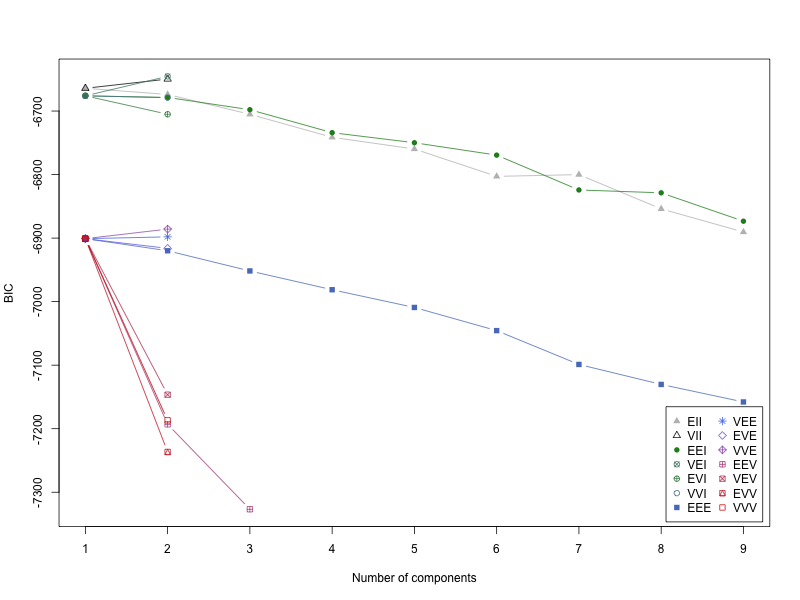 BIC
-6700
-6800
-6900
-7000
-7100
-7200
-7300
EII VEE
VII EVE
EEI VVE
VEI EEV
EVI VEV
VVI EVV
EEE VVV
1 2 3 4 5 6 7 8 9
Number of components